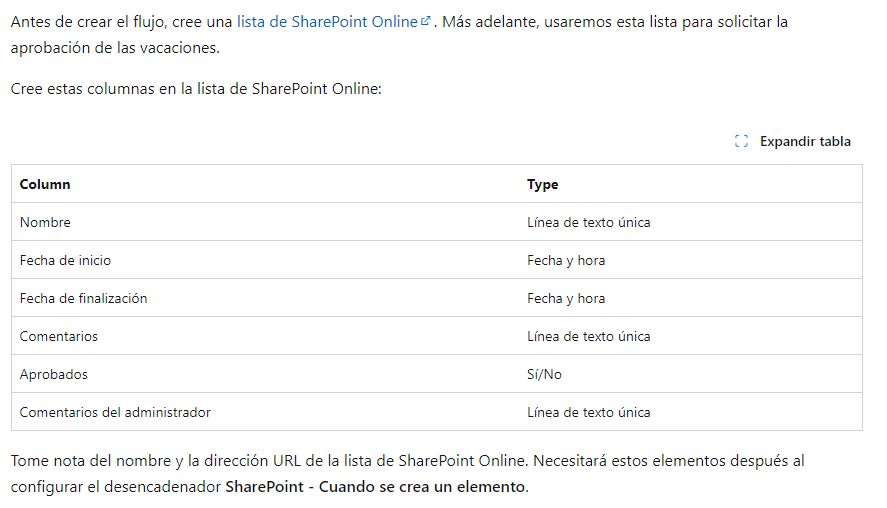 Antes de crear el flujo, cree una lista de SharePoint Online. Más adelante, usaremos esta lista para solicitar la
aprobación de las vacaciones.
Cree estas columnas en la lista de SharePoint Online:
Expandir tabla
Column Type
Nombre Línea de texto única
Fecha de inicio Fecha y hora
Fecha de finalización Fecha y hora
Comentarios Línea de texto única
Aprobados Sí/No
Comentarios del administrador Línea de texto única
Tome nota del nombre y la dirección URL de la lista de SharePoint Online. Necesitará estos elementos después al
configurar el desencadenador SharePoint - Cuando se crea un elemento.